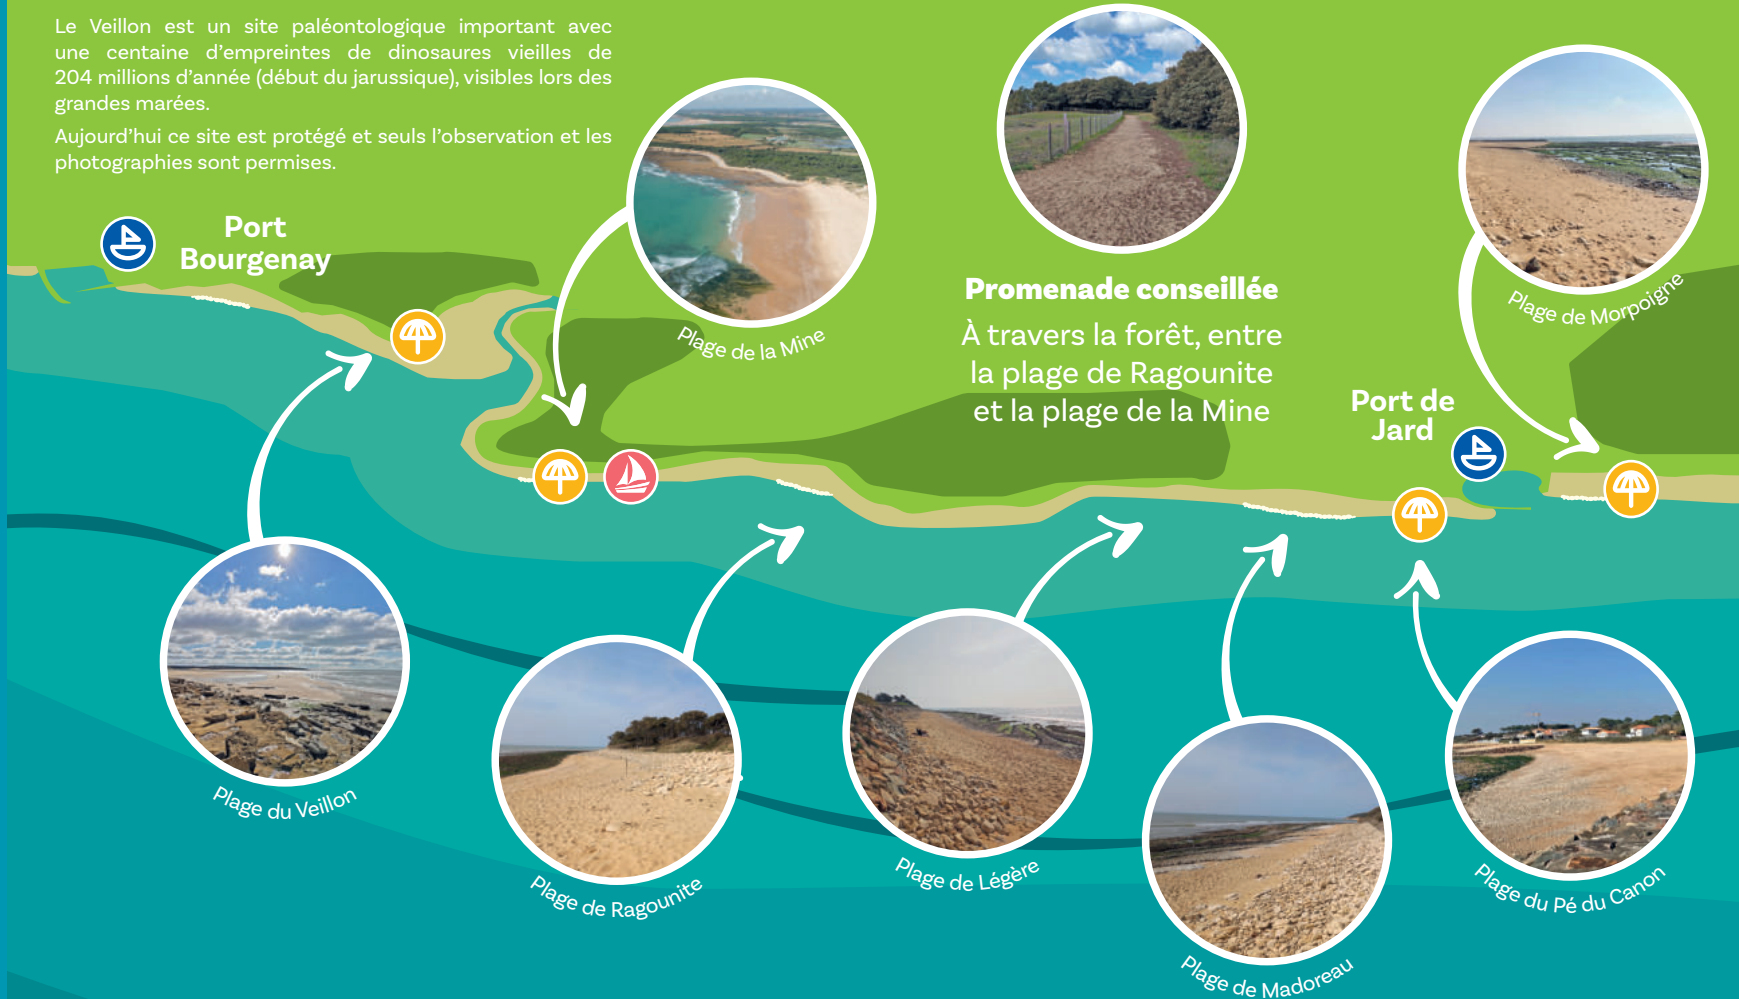 Le Veillon est un site paléontologique important avec
une centaine d'empreintes de dinosaures vieilles de
204 millions d'année (début du jarussique), visibles lors des
grandes marées.
Aujourd'hui ce site est protégé et seuls l'observation et les
photographies sont permises.
Port
Bourgenay
Plage de la Mine
Promenade conseillée
À travers la forêt, entre
la plage de Ragounite
et la plage de la Mine
Plage de Morpoigne
Port de
Jard
Plage du Veillon
Plage de Ragounite
Plage de Légère
Plage de Madoreau
Plage du Pé du Canon